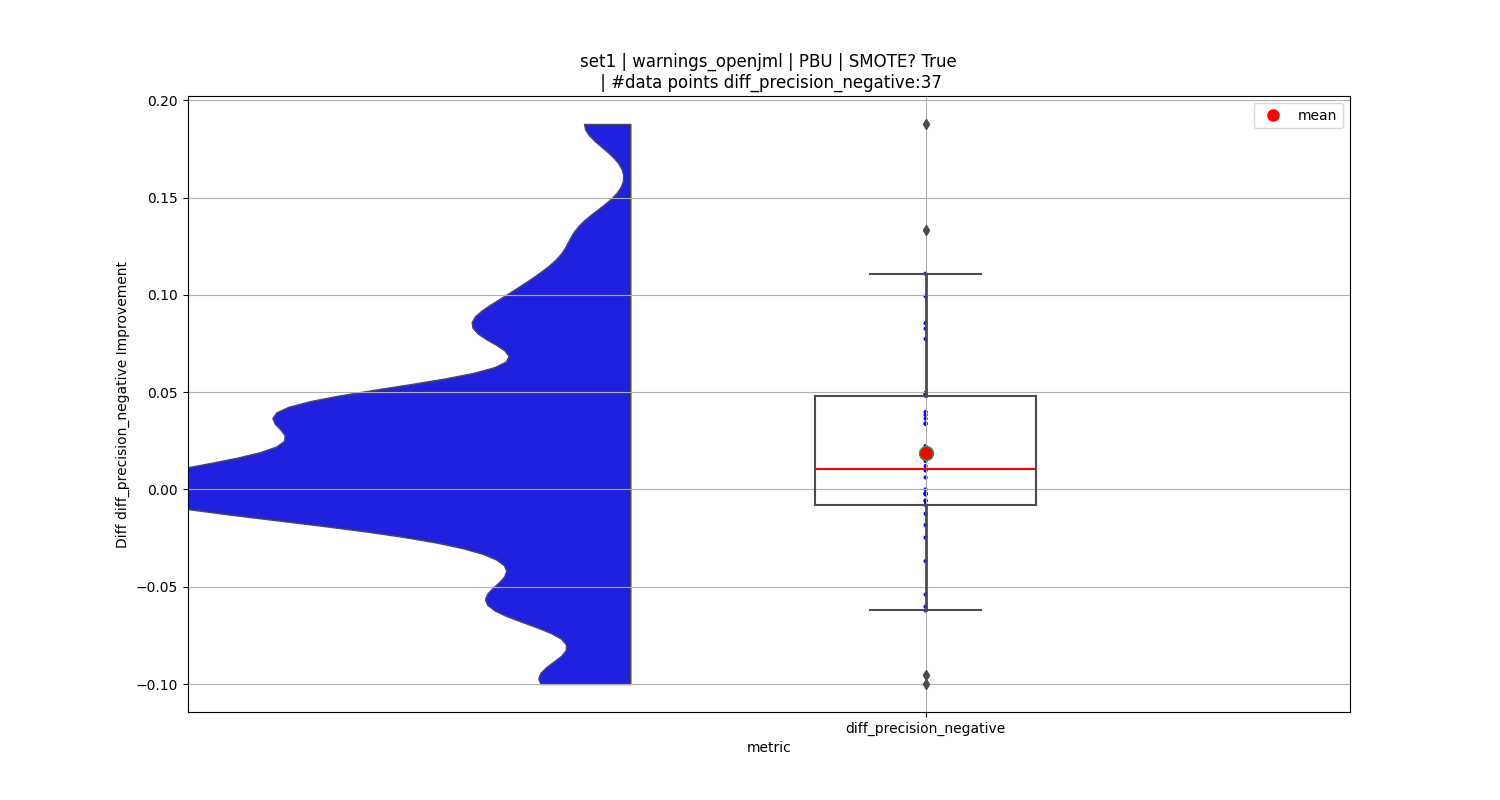 set1 | warnings_openjml | PBU | SMOTE? True
| #data points diff_precision_negative:37
mean
Diff diff_precision_negative Improvement
0.20
0.15
0.10
0.05
0.00
−0.05
−0.10
diff_precision_negative
metric